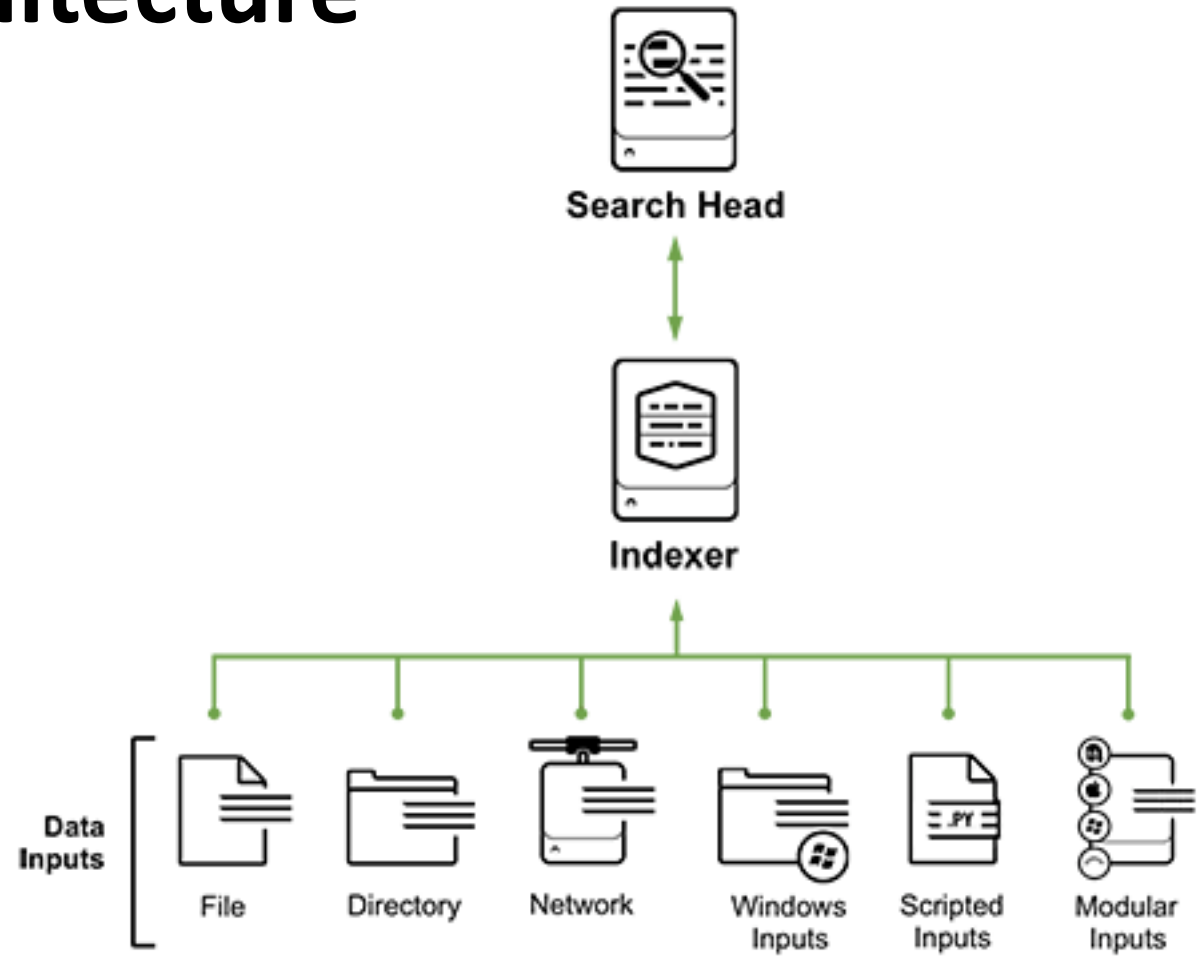 itecture
Search Head
Indexer
Data
Inputs
.PY
File
Directory
Network
Windows
Inputs
Scripted
Inputs
Modular
Inputs